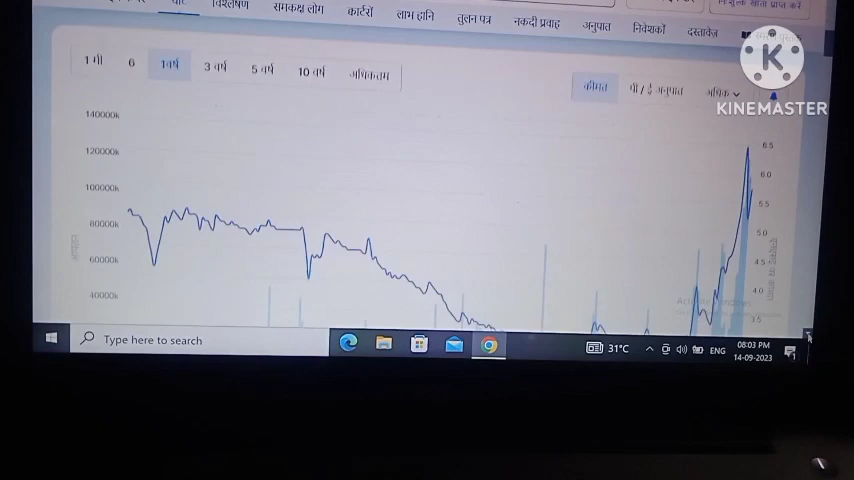 विश्लेषण समकक्ष लोग कार्टरों लाभ हानि तुलन पत्र नकदी प्रवाह अनुपात निवेशकों दस्तावेज़
1 मी 6 1वर्ष 3 वर्ष 5 वर्ष 10 वर्ष अधिकतम
कीमत पी / ई अनुपात अधिक
KINEMASTER
140000k
120000k
100000k
80000k
60000k
40000k
6.5
6.0
5.5
5.0
4.5
4.0
3.5
Type here to search
31°C
ENG
08:03 PM
14-09-2023